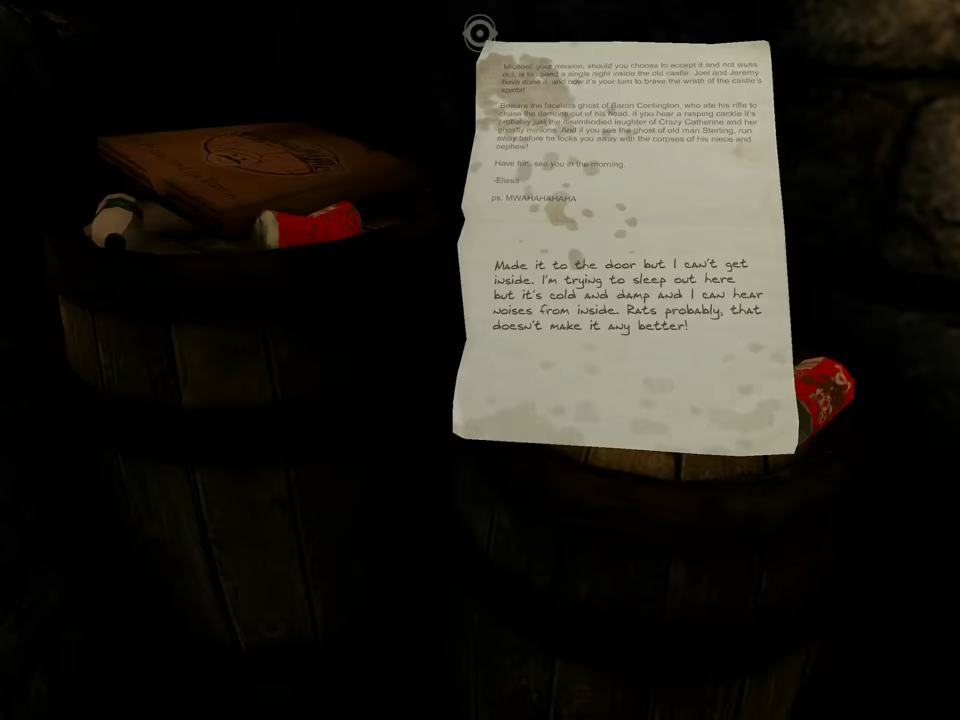 Michael, your mission, should you choose to accept it and not wuss
out, is to spend a single night inside the old castle. Joel and Jeremy
have done it, and now it's your turn to brave the wrath of the castle's
spirits!
Beware the faceless ghost of Baron Contington, who ate his rifle to
chase the demons out of his head. If you hear a rasping cackle it's
probably just the disembodied laughter of Crazy Catherine and her
ghostly minions. And if you see the ghost of old man Sterling, run
away before he locks you away with the corpses of his niece and
nephew!
Have fun, see you in the morning.
-Elissa
ps. MWAHAHAHAHA
Made it to the door but I can't get
inside. I'm trying to sleep out here
but it's cold and damp and I can hear
noises from inside. Rats probably, that
doesn't make it any better!